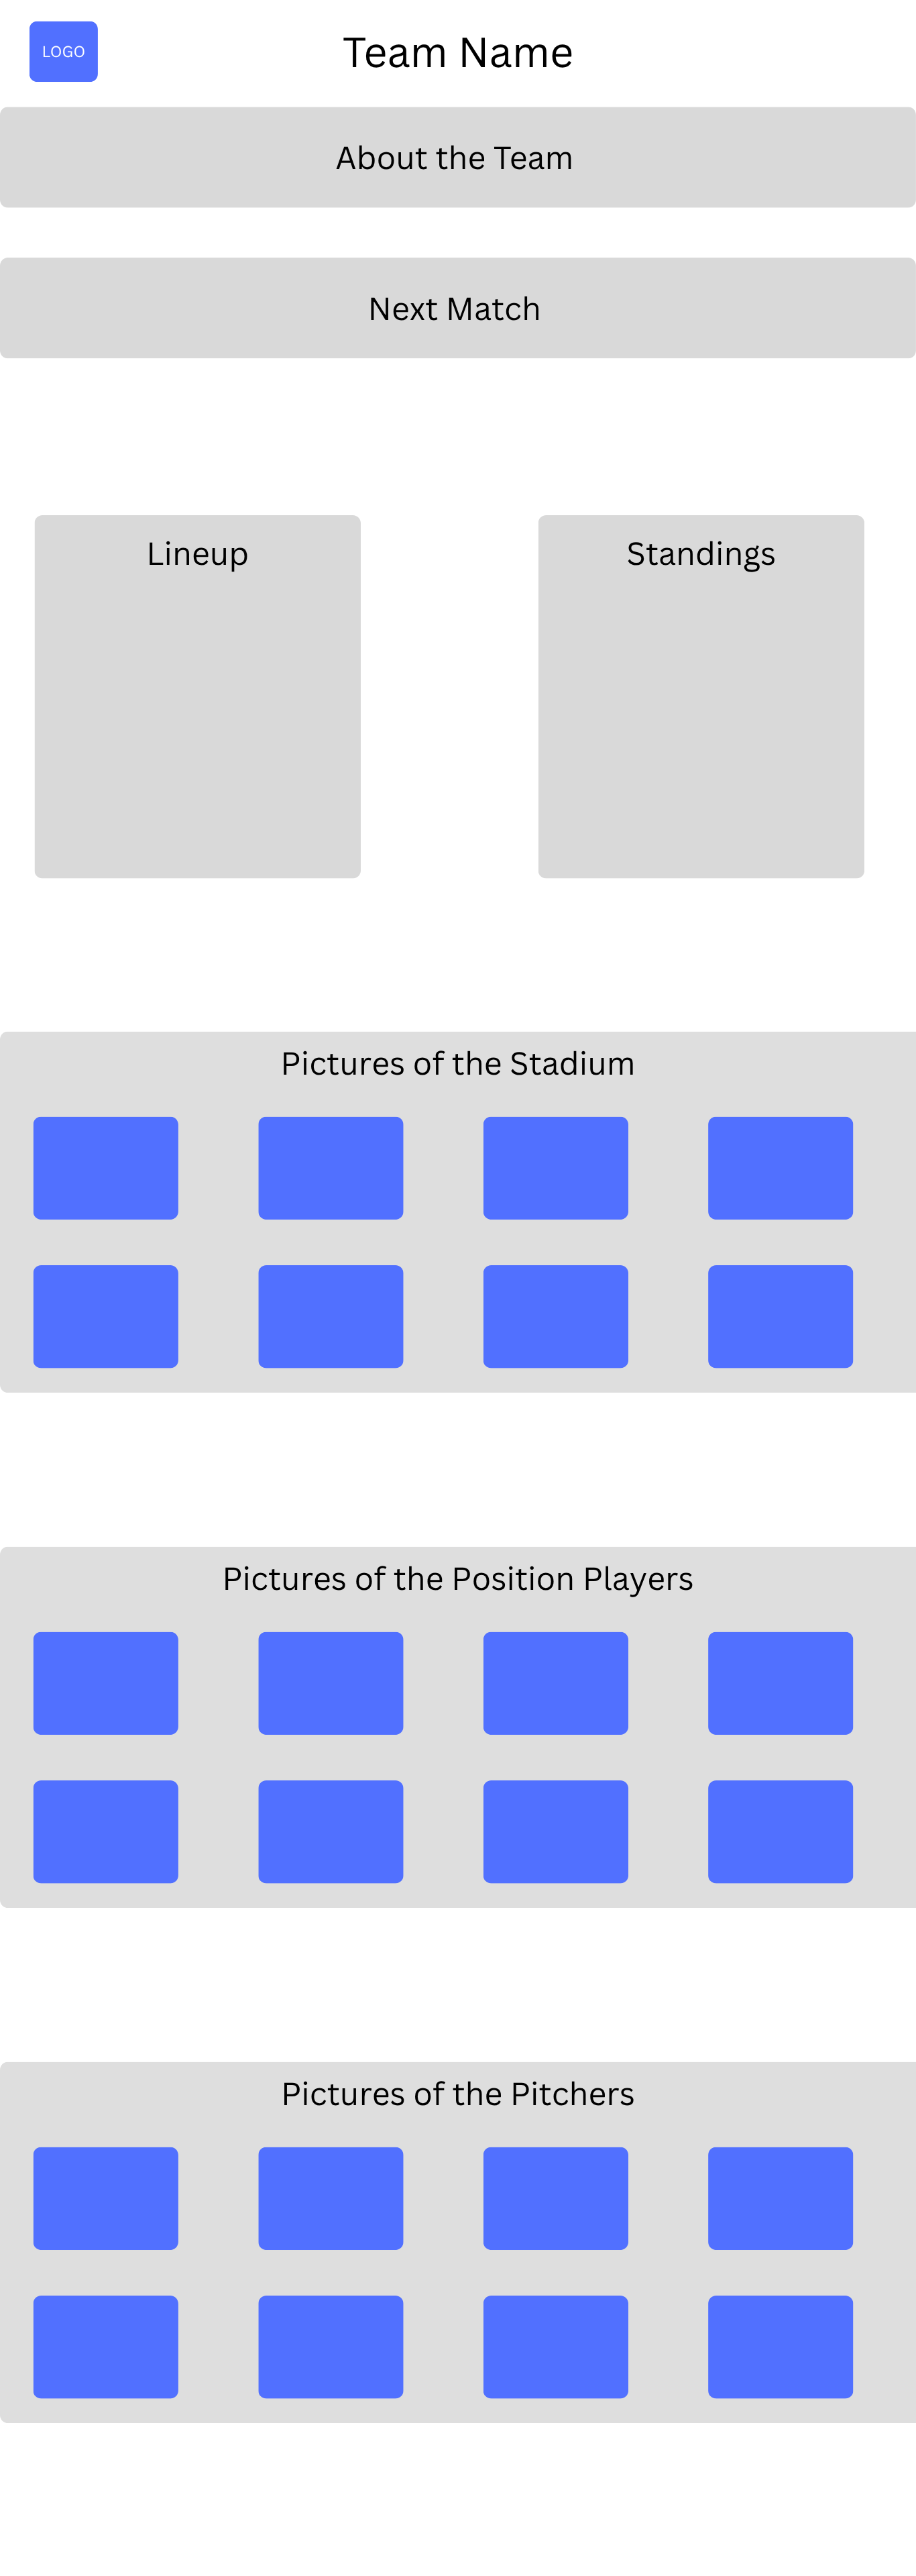 LOGO
Team Name
About the Team
Next Match
Lineup
Standings
Pictures of the Stadium
Pictures of the Position Players
Pictures of the Pitchers